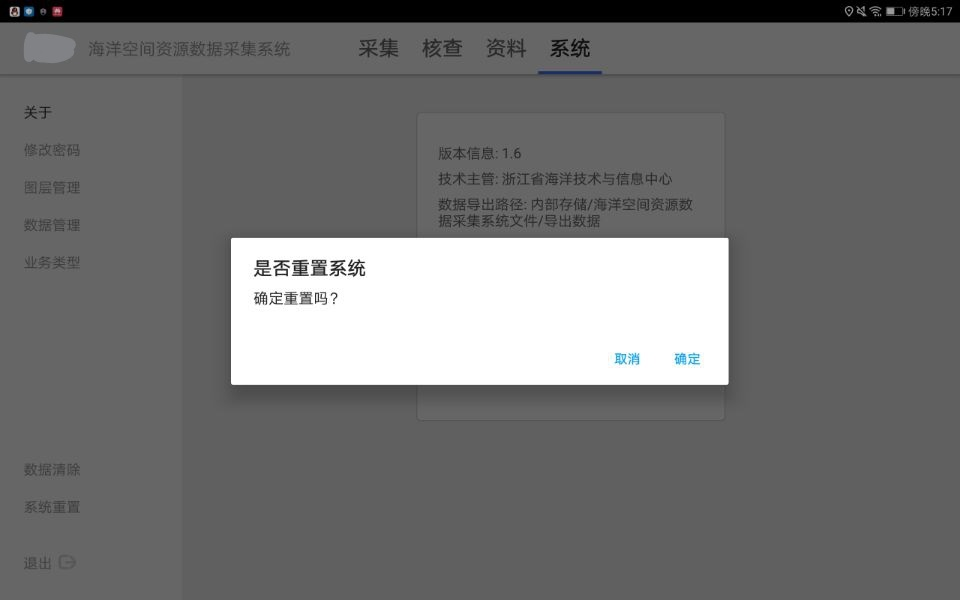 傍晚5:17
海洋空间资源数据采集系统
采集 核查 资料 系统
关于
修改密码
图层管理
数据管理
业务类型
数据清除
系统重置
退出
版本信息: 1.6
技术主管: 浙江省海洋技术与信息中心
数据导出路径: 内部存储/海洋空间资源数
据采集系统文件/导出数据
是否重置系统
确定重置吗?
取消 确定